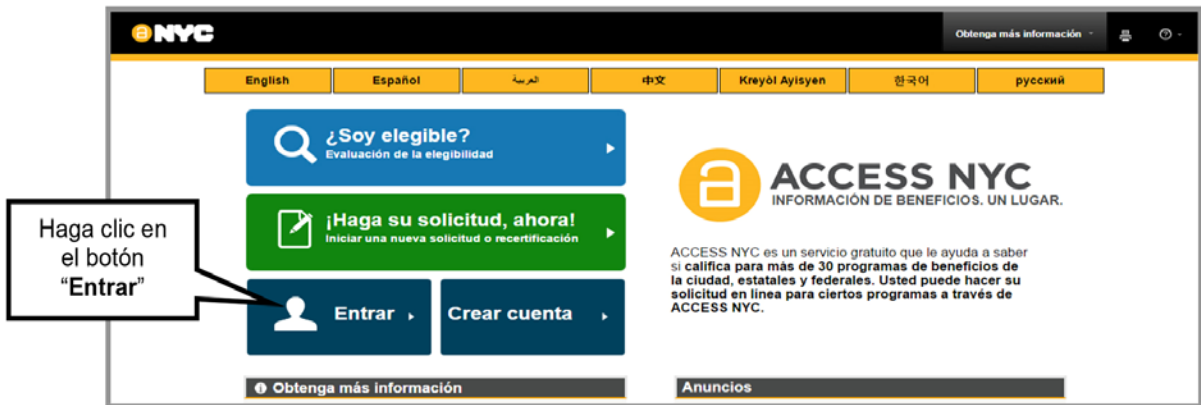 a NYC
Obtenga más información
English
Español
العربية
中文
Kreyòl Ayisyen
한국어
русский
¿Soy elegible?
Evaluación de la elegibilidad
¡Haga su solicitud, ahora!
Iniciar una nueva solicitud o recertificación
Haga clic en
el botón
“Entrar”
Entrar
Crear cuenta
a ACCESS NYC
INFORMACIÓN DE BENEFICIOS. UN LUGAR.
ACCESS NYC es un servicio gratuito que le ayuda a saber
si califica para más de 30 programas de beneficios de
la ciudad, estatales y federales. Usted puede hacer su
solicitud en línea para ciertos programas a través de
ACCESS NYC.
Obtenga más información
Anuncios